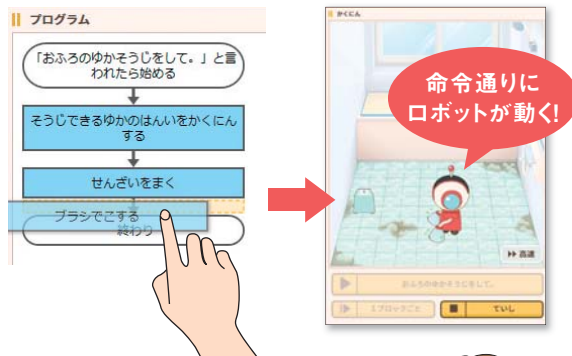 プログラム
「おふろのゆかそうじをして。」と言
われたら始める
そうじできるゆかのはんいをかくにん
する
せんざいをまく
ブラシでこする
終わり
かくにん
命令通りに
ロボットが動く!
高速
おふろのゆかそうじをして。
1ブロックごと
ていし